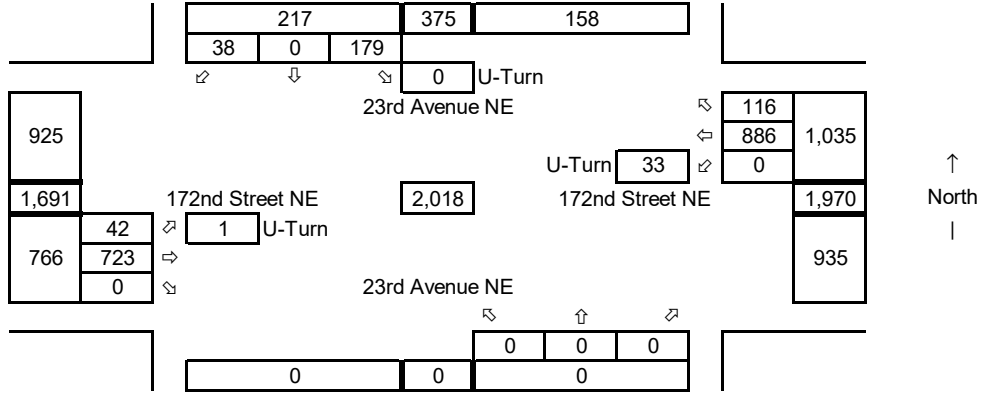 217 375 158
38 0 179
⬃ ⇩ ⬂ 0 U-Turn
23rd Avenue NE ⬁ 116
925 ⇦ 886 1,035
U-Turn 33 ⬃ 0 ↑
1,691 172nd Street NE 2,018 172nd Street NE 1,970 North
42 ⬀ 1 U-Turn |
766 723 ⇨ 935
0 ⬂ 23rd Avenue NE
⬁ ⇧ ⬀
0 0 0
0 0 0